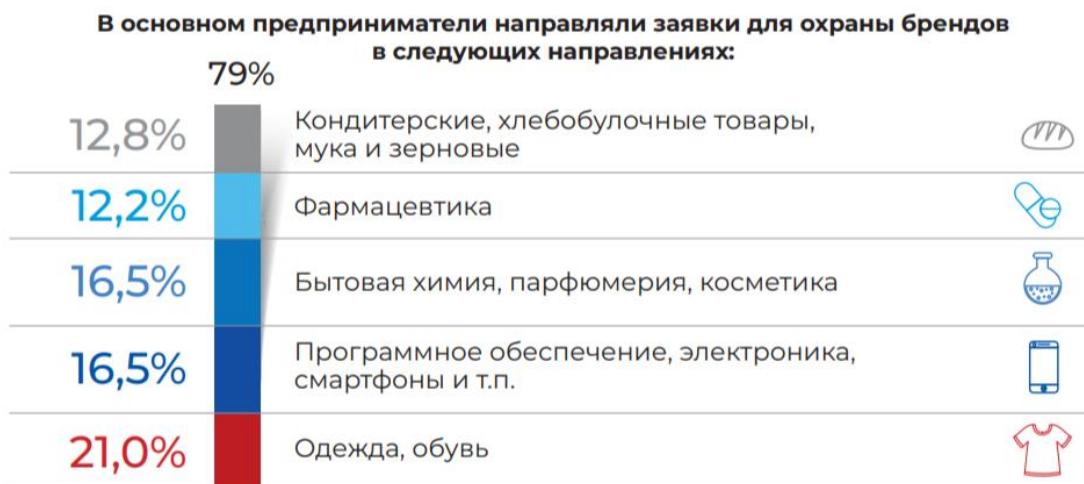 В основном предприниматели направляли заявки для охраны брендов
в следующих направлениях:
79%
12,8%
Кондитерские, хлебобулочные товары,
мука и зерновые
12,2%
Фармацевтика
16,5%
Бытовая химия, парфюмерия, косметика
16,5%
Программное обеспечение, электроника,
смартфоны и т.п.
21,0%
Одежда, обувь